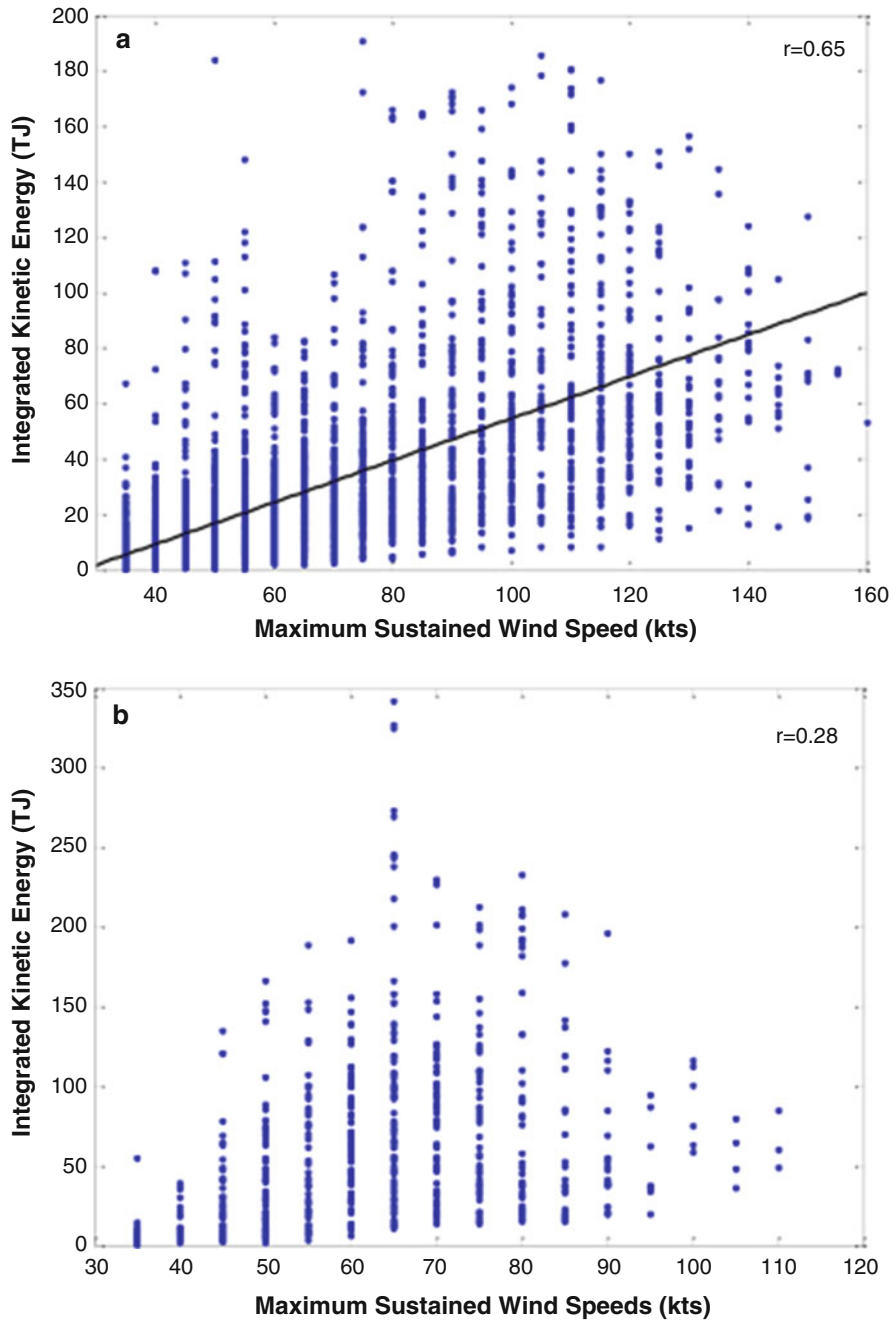 a
r=0.65
Integrated Kinetic Energy (TJ)
200
180
160
140
120
100
80
60
40
20
0
40 60 80 100 120 140 160
Maximum Sustained Wind Speed (kts)
b
r=0.28
Integrated Kinetic Energy (TJ)
350
300
250
200
150
100
50
0
30 40 50 60 70 80 90 100 110 120
Maximum Sustained Wind Speeds (kts)